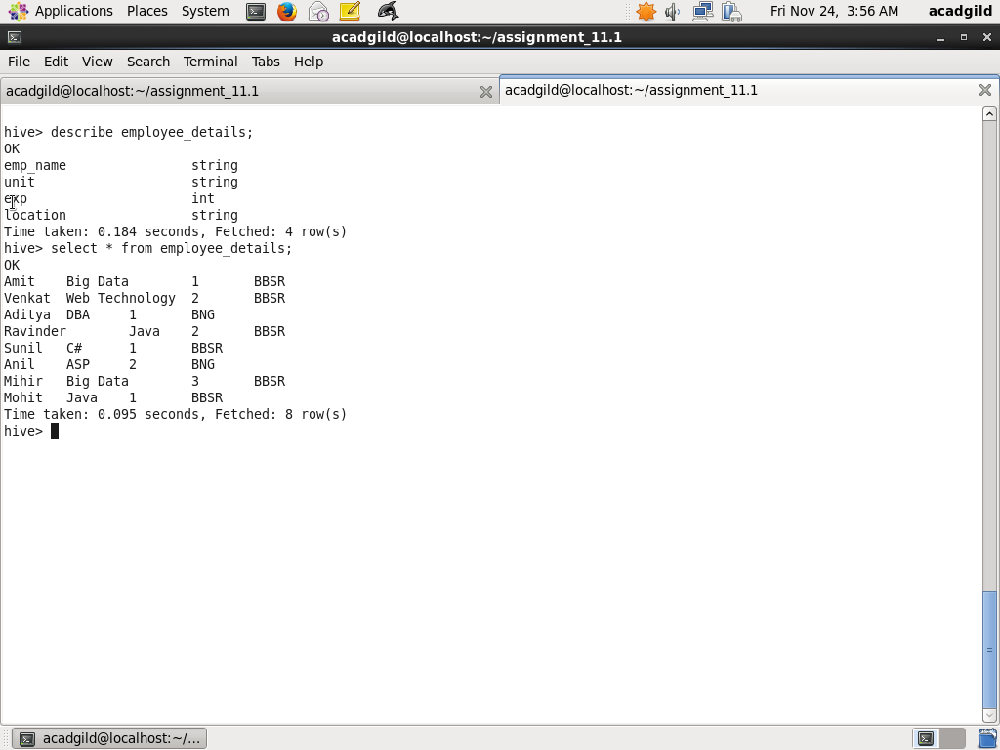 Applications Places System Fri Nov 24, 3:56 AM acadgild
acadgild@localhost:~/assignment_11.1
File Edit View Search Terminal Tabs Help
acadgild@localhost:~/assignment_11.1 acadgild@localhost:~/assignment_11.1
hive> describe employee_details;
OK
emp_name string
unit string
exp int
location string
Time taken: 0.184 seconds, Fetched: 4 row(s)
hive> select * from employee_details;
OK
Amit Big Data 1 BBSR
Venkat Web Technology 2 BBSR
Aditya DBA 1 BNG
Ravinder Java 2 BBSR
Sunil C# 1 BBSR
Anil ASP 2 BNG
Mihir Big Data 3 BBSR
Mohit Java 1 BBSR
Time taken: 0.095 seconds, Fetched: 8 row(s)
hive>
acadgild@localhost:~/...